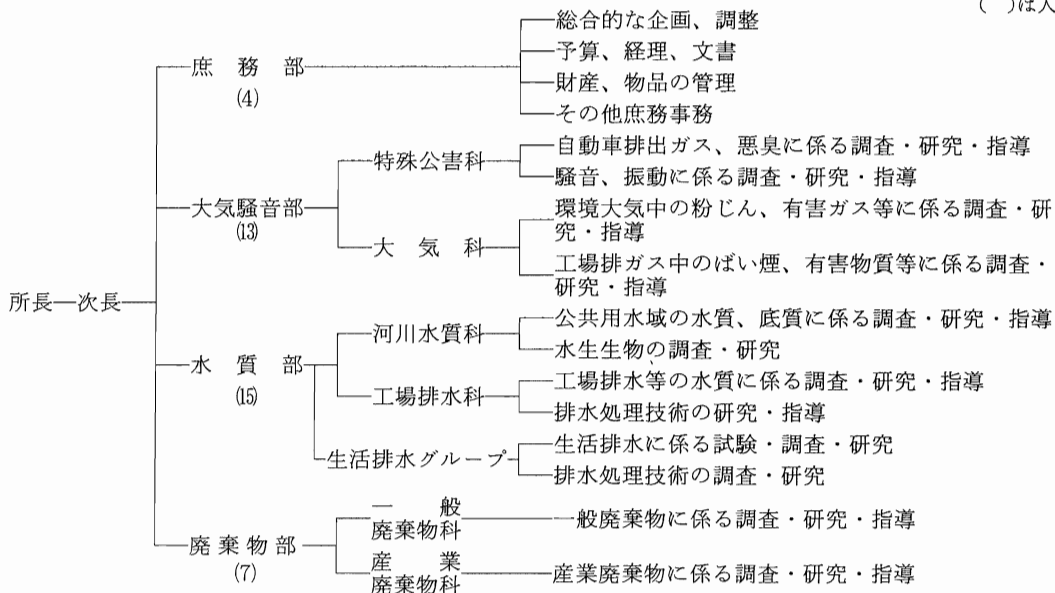 ( )は人
総合的な企画、調整
予算、経理、文書
庶務部
(4)
財産、物品の管理
その他庶務事務
自動車排出ガス、悪臭に係る調査・研究・指導
特殊公害科
騒音、振動に係る調査・研究・指導
大気騒音部
(13)
環境大気中の粉じん、有害ガス等に係る調査・研
究・指導
大気科
工場排ガス中のばい煙、有害物質等に係る調査・
研究・指導
所長 次長
公共用水域の水質、底質に係る調査・研究・指導
河川水質科
水生生物の調査・研究
水質部
(15)
工場排水等の水質に係る調査・研究・指導
工場排水科
排水処理技術の研究・指導
生活排水に係る試験・調査・研究
生活排水グループ
排水処理技術の調査・研究
一般
廃棄物科
一般廃棄物に係る調査・研究・指導
廃棄物部
(7)
産業
廃棄物科
産業廃棄物に係る調査・研究・指導